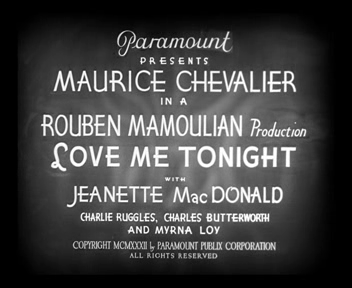 Paramount
PRESENTS
MAURICE CHEVALIER
IN A
ROUBEN MAMOULIAN Production
LOVE ME TONIGHT
WITH
JEANETTE MacDONALD
CHARLIE RUGGLES, CHARLES BUTTERWORTH
AND MYRNA LOY
COPYRIGHT MCMXXXII by PARAMOUNT PUBLIX CORPORATION
ALL RIGHTS RESERVED